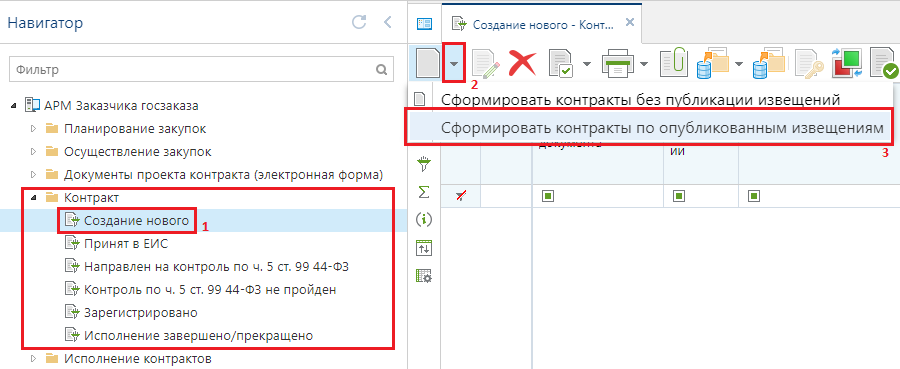 Навигатор
Фильтр
АРМ Заказчика госзаказа
Планирование закупок
Осуществление закупок
Документы проекта контракта (электронная форма)
Контракт
Создание нового
1
Принят в ЕИС
Направлен на контроль по ч. 5 ст. 99 44-ФЗ
Контроль по ч. 5 ст. 99 44-ФЗ не пройден
Зарегистрировано
Исполнение завершено/прекращено
Исполнение контрактов
Создание нового - Конт...
2
Сформировать контракты без публикации извещений
Сформировать контракты по опубликованным извещениям
3
документа
ии